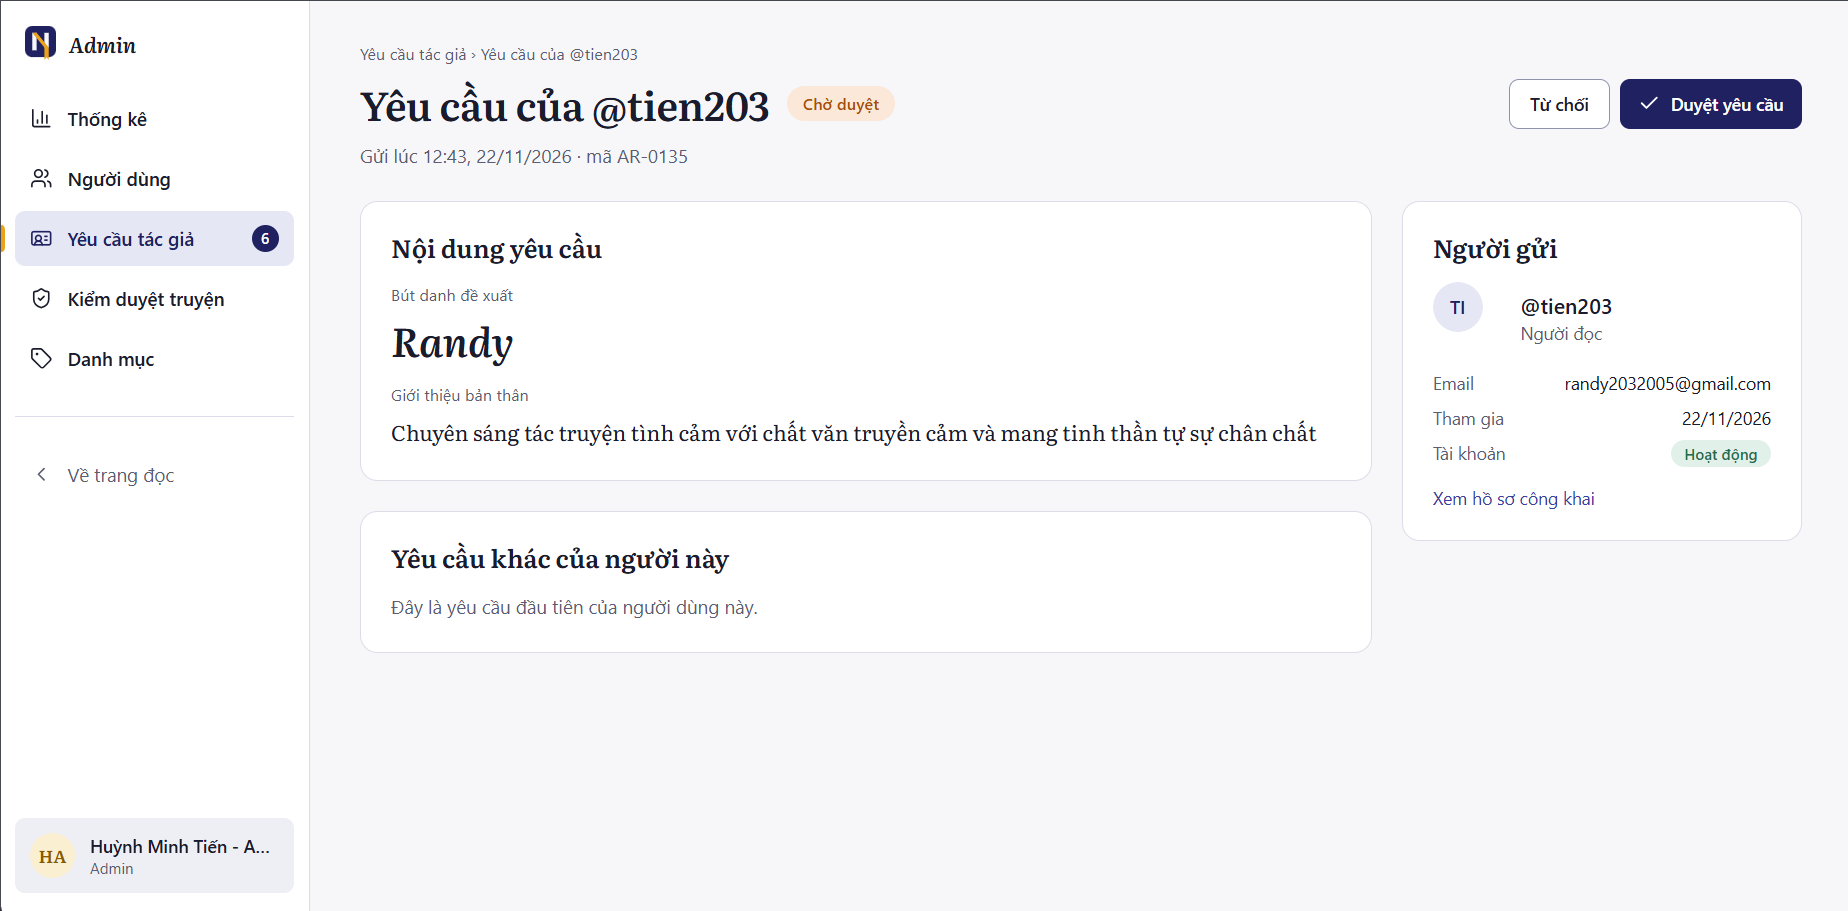 Admin
Thống kê
Người dùng
Yêu cầu tác giả 6
Kiểm duyệt truyện
Danh mục
Về trang đọc
HA
Huỳnh Minh Tiến - A...
Admin
Yêu cầu tác giả › Yêu cầu của @tien203
Yêu cầu của @tien203 Chờ duyệt
Gửi lúc 12:43, 22/11/2026 · mã AR-0135
Từ chối
Duyệt yêu cầu
Nội dung yêu cầu
Bút danh đề xuất
Randy
Giới thiệu bản thân
Chuyên sáng tác truyện tình cảm với chất văn truyền cảm và mang tinh thần tự sự chân chất
Yêu cầu khác của người này
Đây là yêu cầu đầu tiên của người dùng này.
Người gửi
TI
@tien203
Người đọc
Email randy2032005@gmail.com
Tham gia 22/11/2026
Tài khoản Hoạt động
Xem hồ sơ công khai